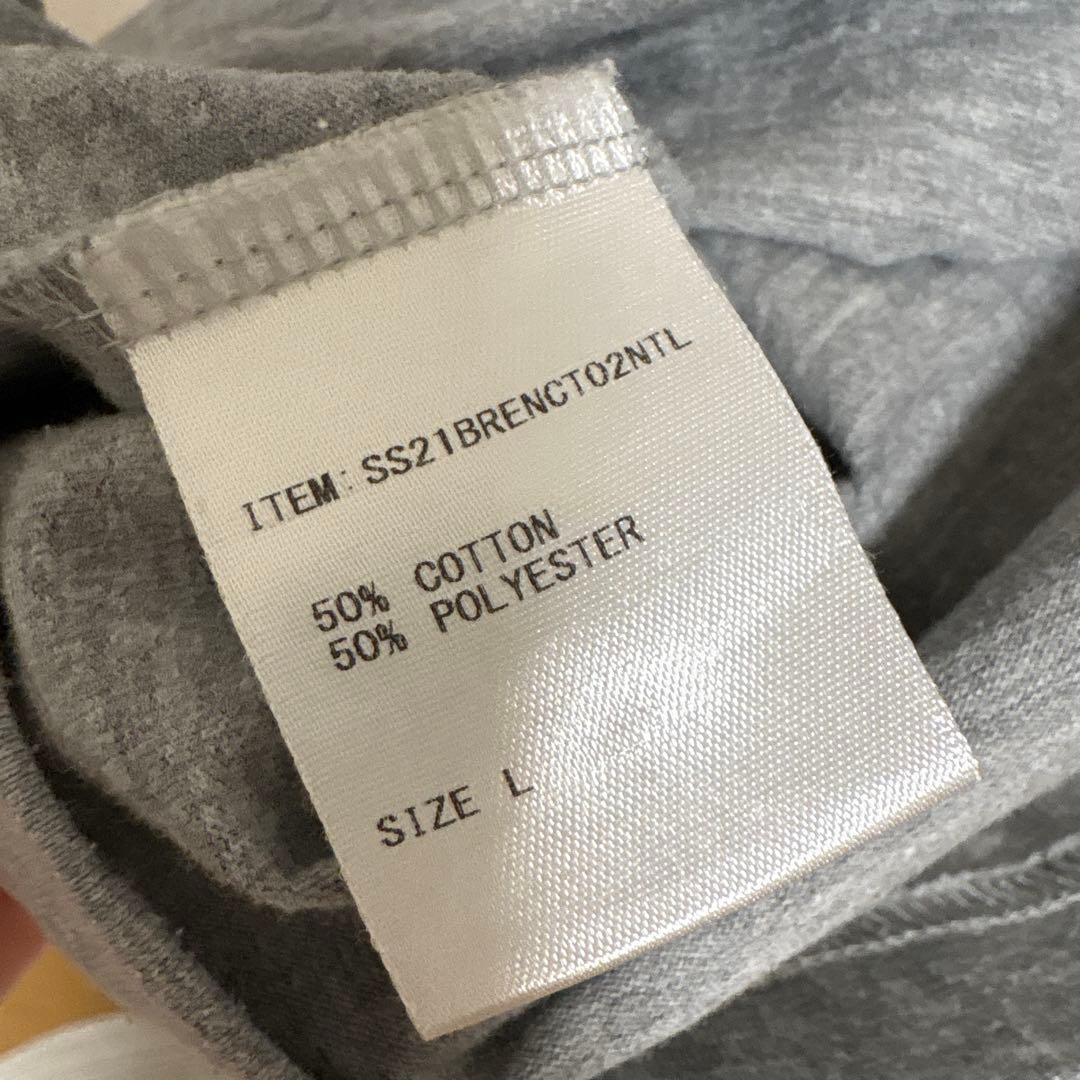 ITEM: SS21BRENCT02NTL
50% COTTON
50% POLYESTER
SIZE L